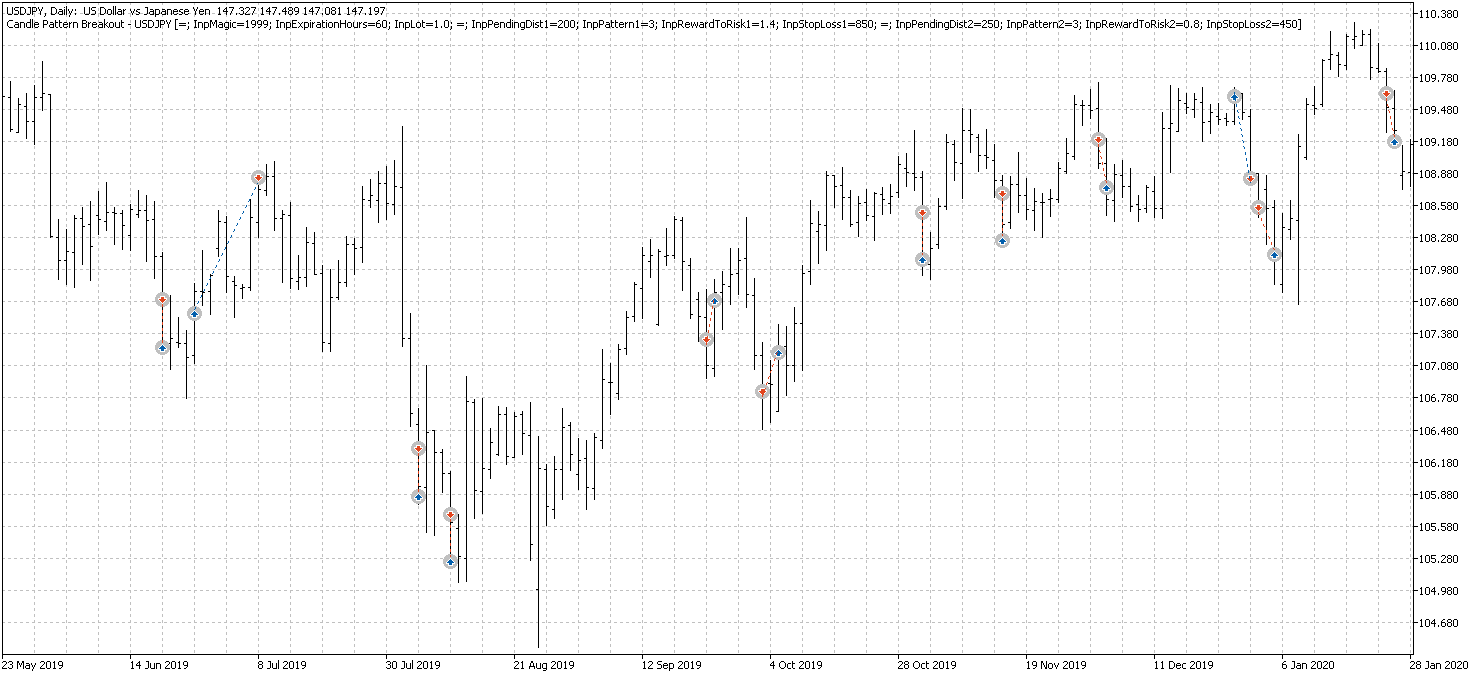 USDJPY, Daily:  US Dollar vs Japanese Yen  147.327 147.489 147.081 147.197
Candle Pattern Breakout - USDJPY [=; InpMagic=1999; InpExpirationHours=60; InpLot=1.0; =; InpPendingDist1=200; InpPattern1=3; InpRewardToRisk1=1.4; InpStopLoss1=850; =; InpPendingDist2=250; InpPattern2=3; InpRewardToRisk2=0.8; InpStopLoss2=450]
110.380
110.080
109.780
109.480
109.180
108.880
108.580
108.280
107.980
107.680
107.380
107.080
106.780
106.480
106.180
105.880
105.580
105.280
104.980
104.680
23 May 2019
14 Jun 2019
8 Jul 2019
30 Jul 2019
21 Aug 2019
12 Sep 2019
4 Oct 2019
28 Oct 2019
19 Nov 2019
11 Dec 2019
6 Jan 2020
28 Jan 2020